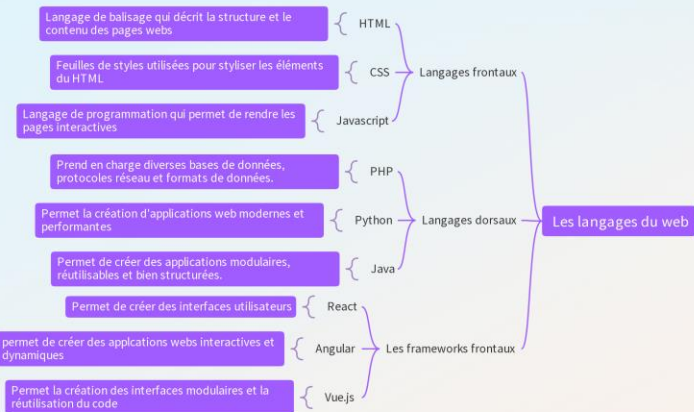 Langage de balisage qui décrit la structure et le
contenu des pages webs
HTML
Feuilles de styles utilisées pour styliser les éléments
du HTML
CSS
Langages frontaux
Langage de programmation qui permet de rendre les
pages interactives
Javascript
Prend en charge diverses bases de données,
protocoles réseau et formats de données.
PHP
Permet la création d'applications web modernes et
performantes
Python
Langages dorsaux
Les langages du web
Permet de créer des applications modulaires,
réutilisables et bien structurées.
Java
Permet de créer des interfaces utilisateurs
React
permet de créer des applcations webs interactives et
dynamiques
Angular
Les frameworks frontaux
Permet la création des interfaces modulaires et la
réutilisation du code
Vue.js